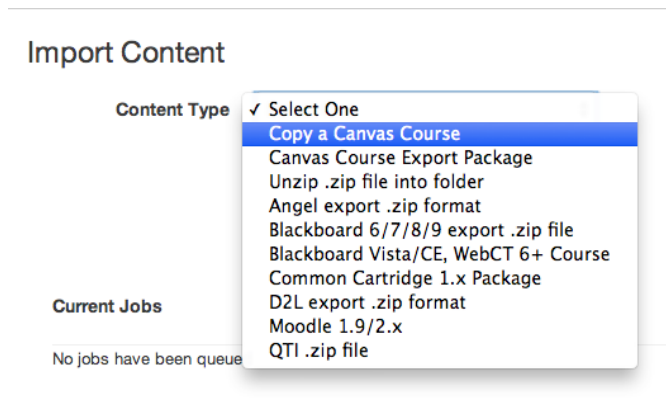 Import Content
Content Type ✓ Select One
Copy a Canvas Course
Canvas Course Export Package
Unzip .zip file into folder
Angel export .zip format
Blackboard 6/7/8/9 export .zip file
Blackboard Vista/CE, WebCT 6+ Course
Common Cartridge 1.x Package
D2L export .zip format
Moodle 1.9/2.x
QTI .zip file
Current Jobs
No jobs have been queue